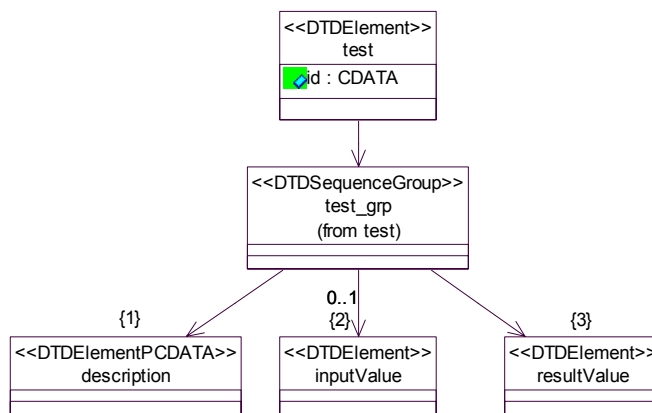 <<DTDElement>>
test
id : CDATA
<<DTDSequenceGroup>>
test_grp
(from test)
0..1
{1}
{2}
{3}
<<DTDElementPCDATA>>
description
<<DTDElement>>
inputValue
<<DTDElement>>
resultValue